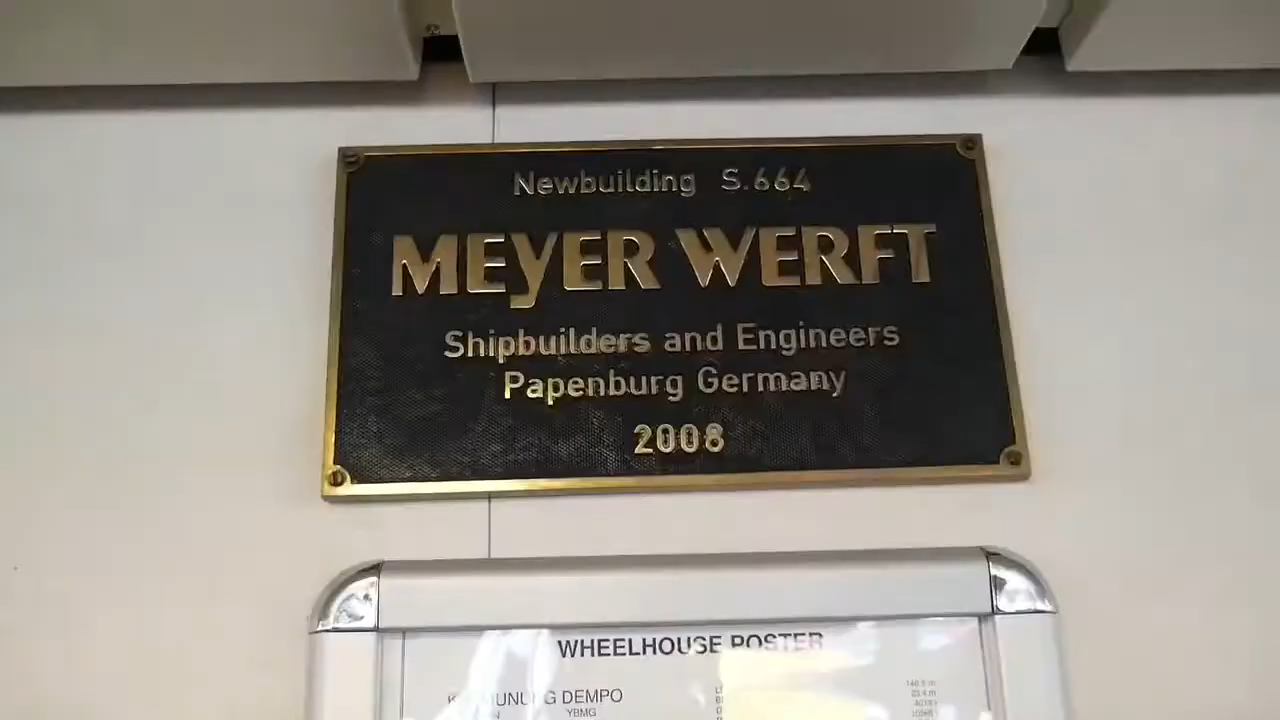 Newbuilding S.664
MEYER WERFT
Shipbuilders and Engineers
Papenburg Germany
2008
WHEELHOUSE POSTER
DEMPO
YBMG